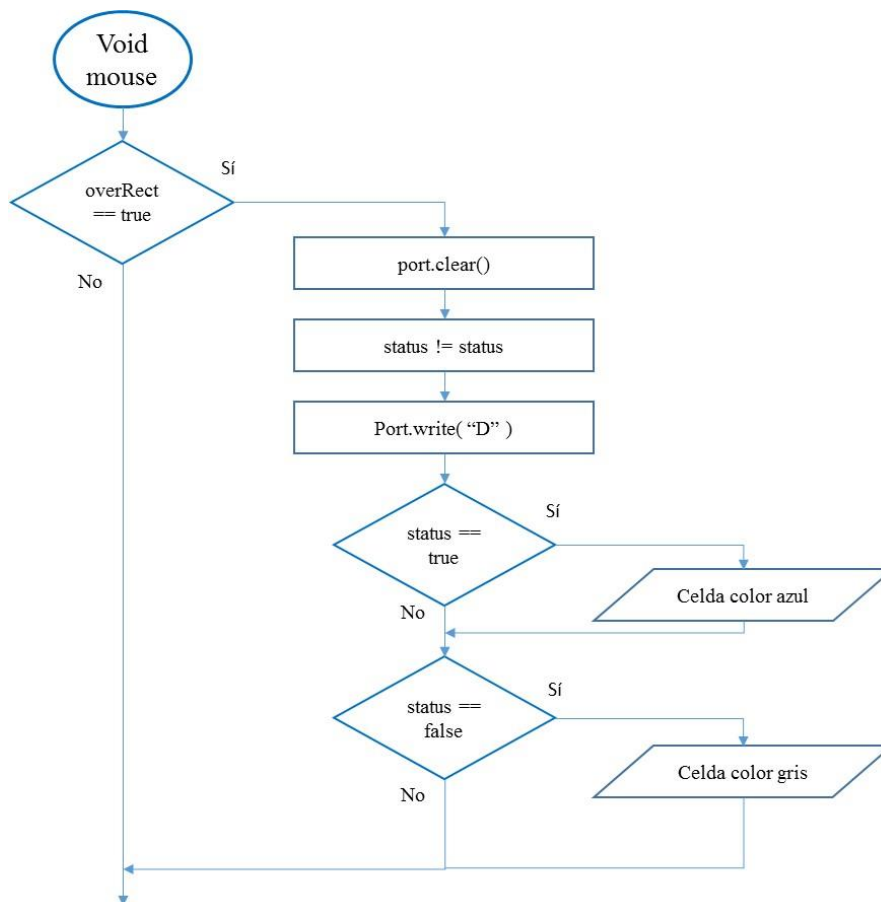 Void
mouse
Sí
overRect
== true
No
port.clear()
status != status
Port.write( “D” )
Sí
status ==
true
Celda color azul
No
Sí
status ==
false
Celda color gris
No